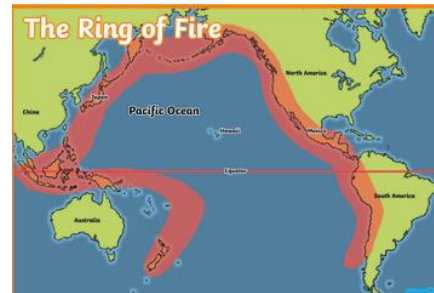 The Ring of Fire
North America
China
Japan
Pacific Ocean
Hawaii
Mexico
Equator
South America
Australia